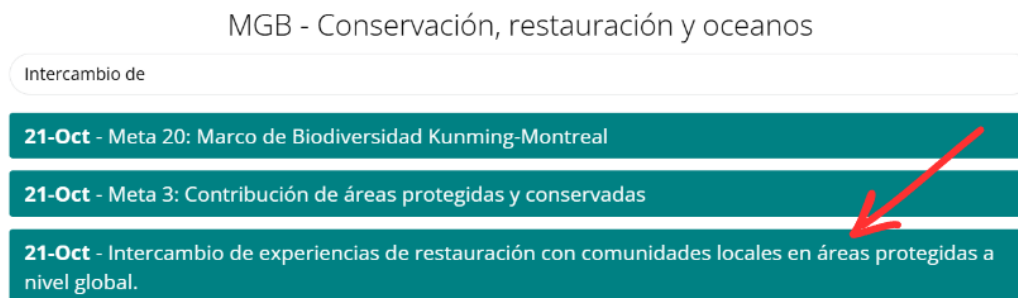 MGB - Conservación, restauración y oceanos
Intercambio de
21-Oct - Meta 20: Marco de Biodiversidad Kunming-Montreal
21-Oct - Meta 3: Contribución de áreas protegidas y conservadas
21-Oct - Intercambio de experiencias de restauración con comunidades locales en áreas protegidas a
nivel global.